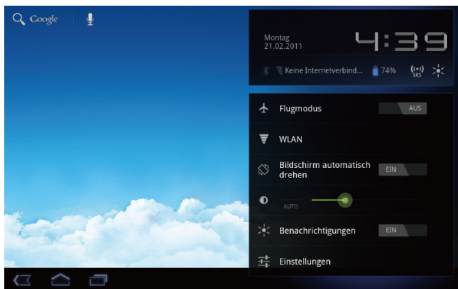 Google
Montag
21.02.2011
4:39
Keine Internetverbind... 74% SRS
Flugmodus AUS
WLAN
Bildschirm automatisch
drehen EIN
AUTO
Benachrichtigungen EIN
Einstellungen